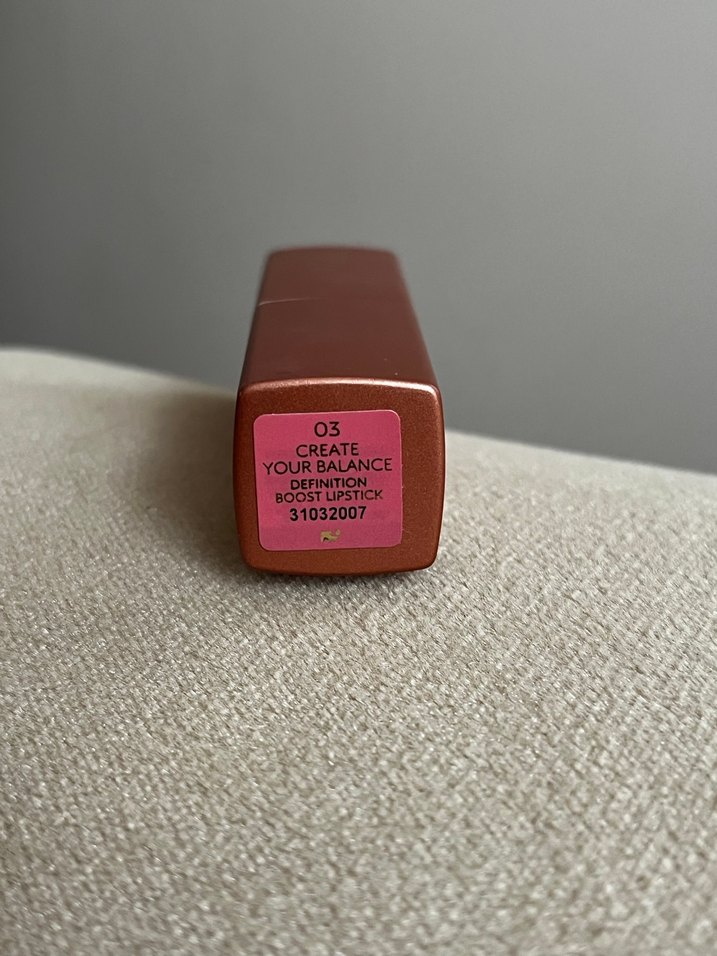 03
CREATE
YOUR BALANCE
DEFINITION
BOOST LIPSTICK
31032007